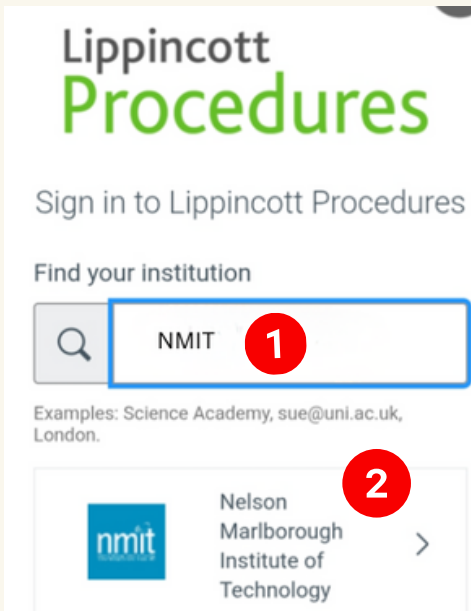 Lippincott
Procedures
Sign in to Lippincott Procedures
Find your institution
NMIT
1
Examples: Science Academy, sue@uni.ac.uk,
London.
2
nmit
Nelson
Marlborough
Institute of
Technology